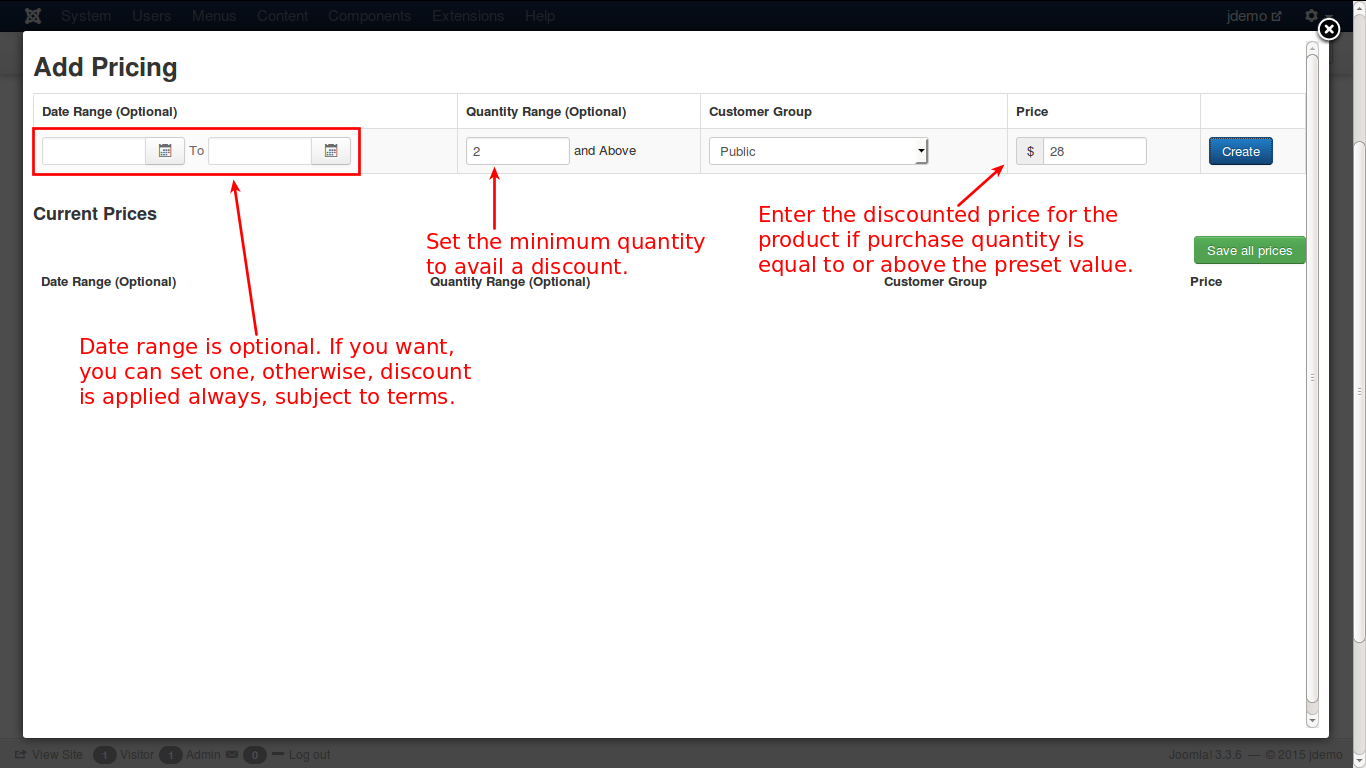 System Users Menus Content Components Extensions Help jdemo
Add Pricing
Date Range (Optional) Quantity Range (Optional) Customer Group Price
To 2 and Above Public $ 28 Create
Current Prices
Set the minimum quantity
to avail a discount.
Enter the discounted price for the
product if purchase quantity is
equal to or above the preset value.
Save all prices
Date Range (Optional) Quantity Range (Optional) Customer Group Price
Date range is optional. If you want,
you can set one, otherwise, discount
is applied always, subject to terms.
View Site 1 Visitor 1 Admin 0 Log out Joomla! 3.3.6 — © 2015 jdemo